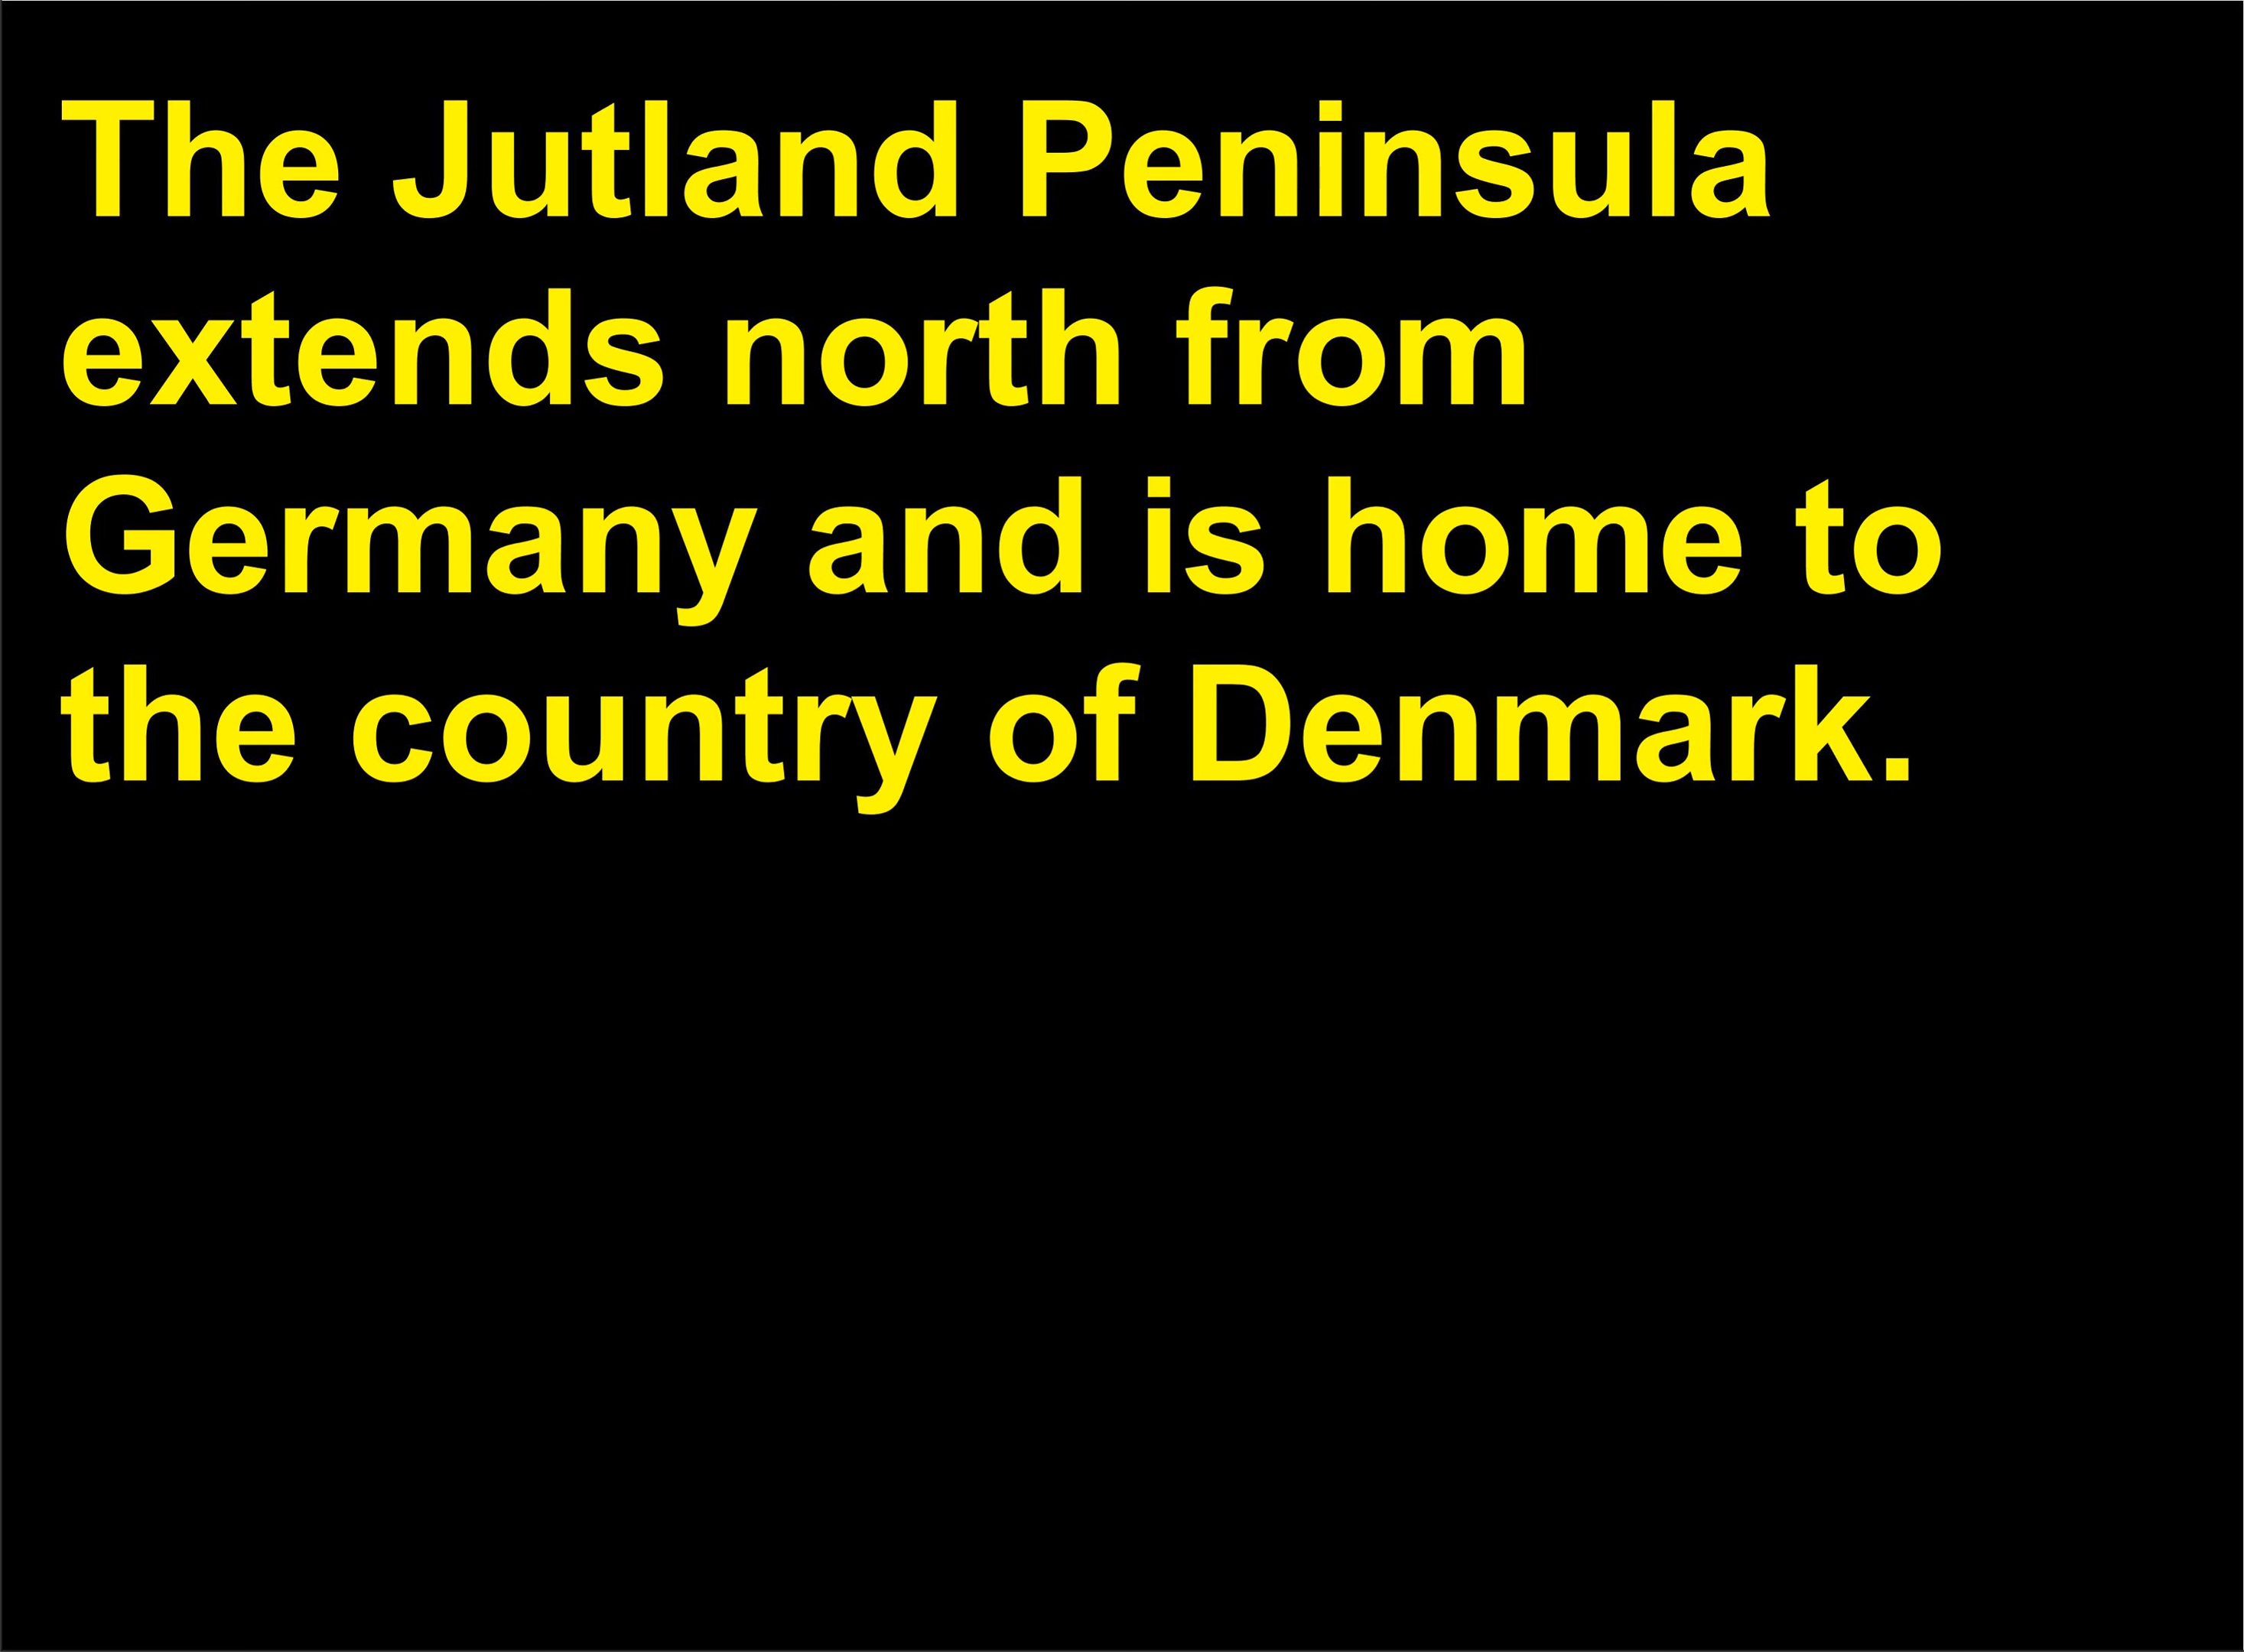 The Jutland Peninsula
extends north from
Germany and is home to
the country of Denmark.